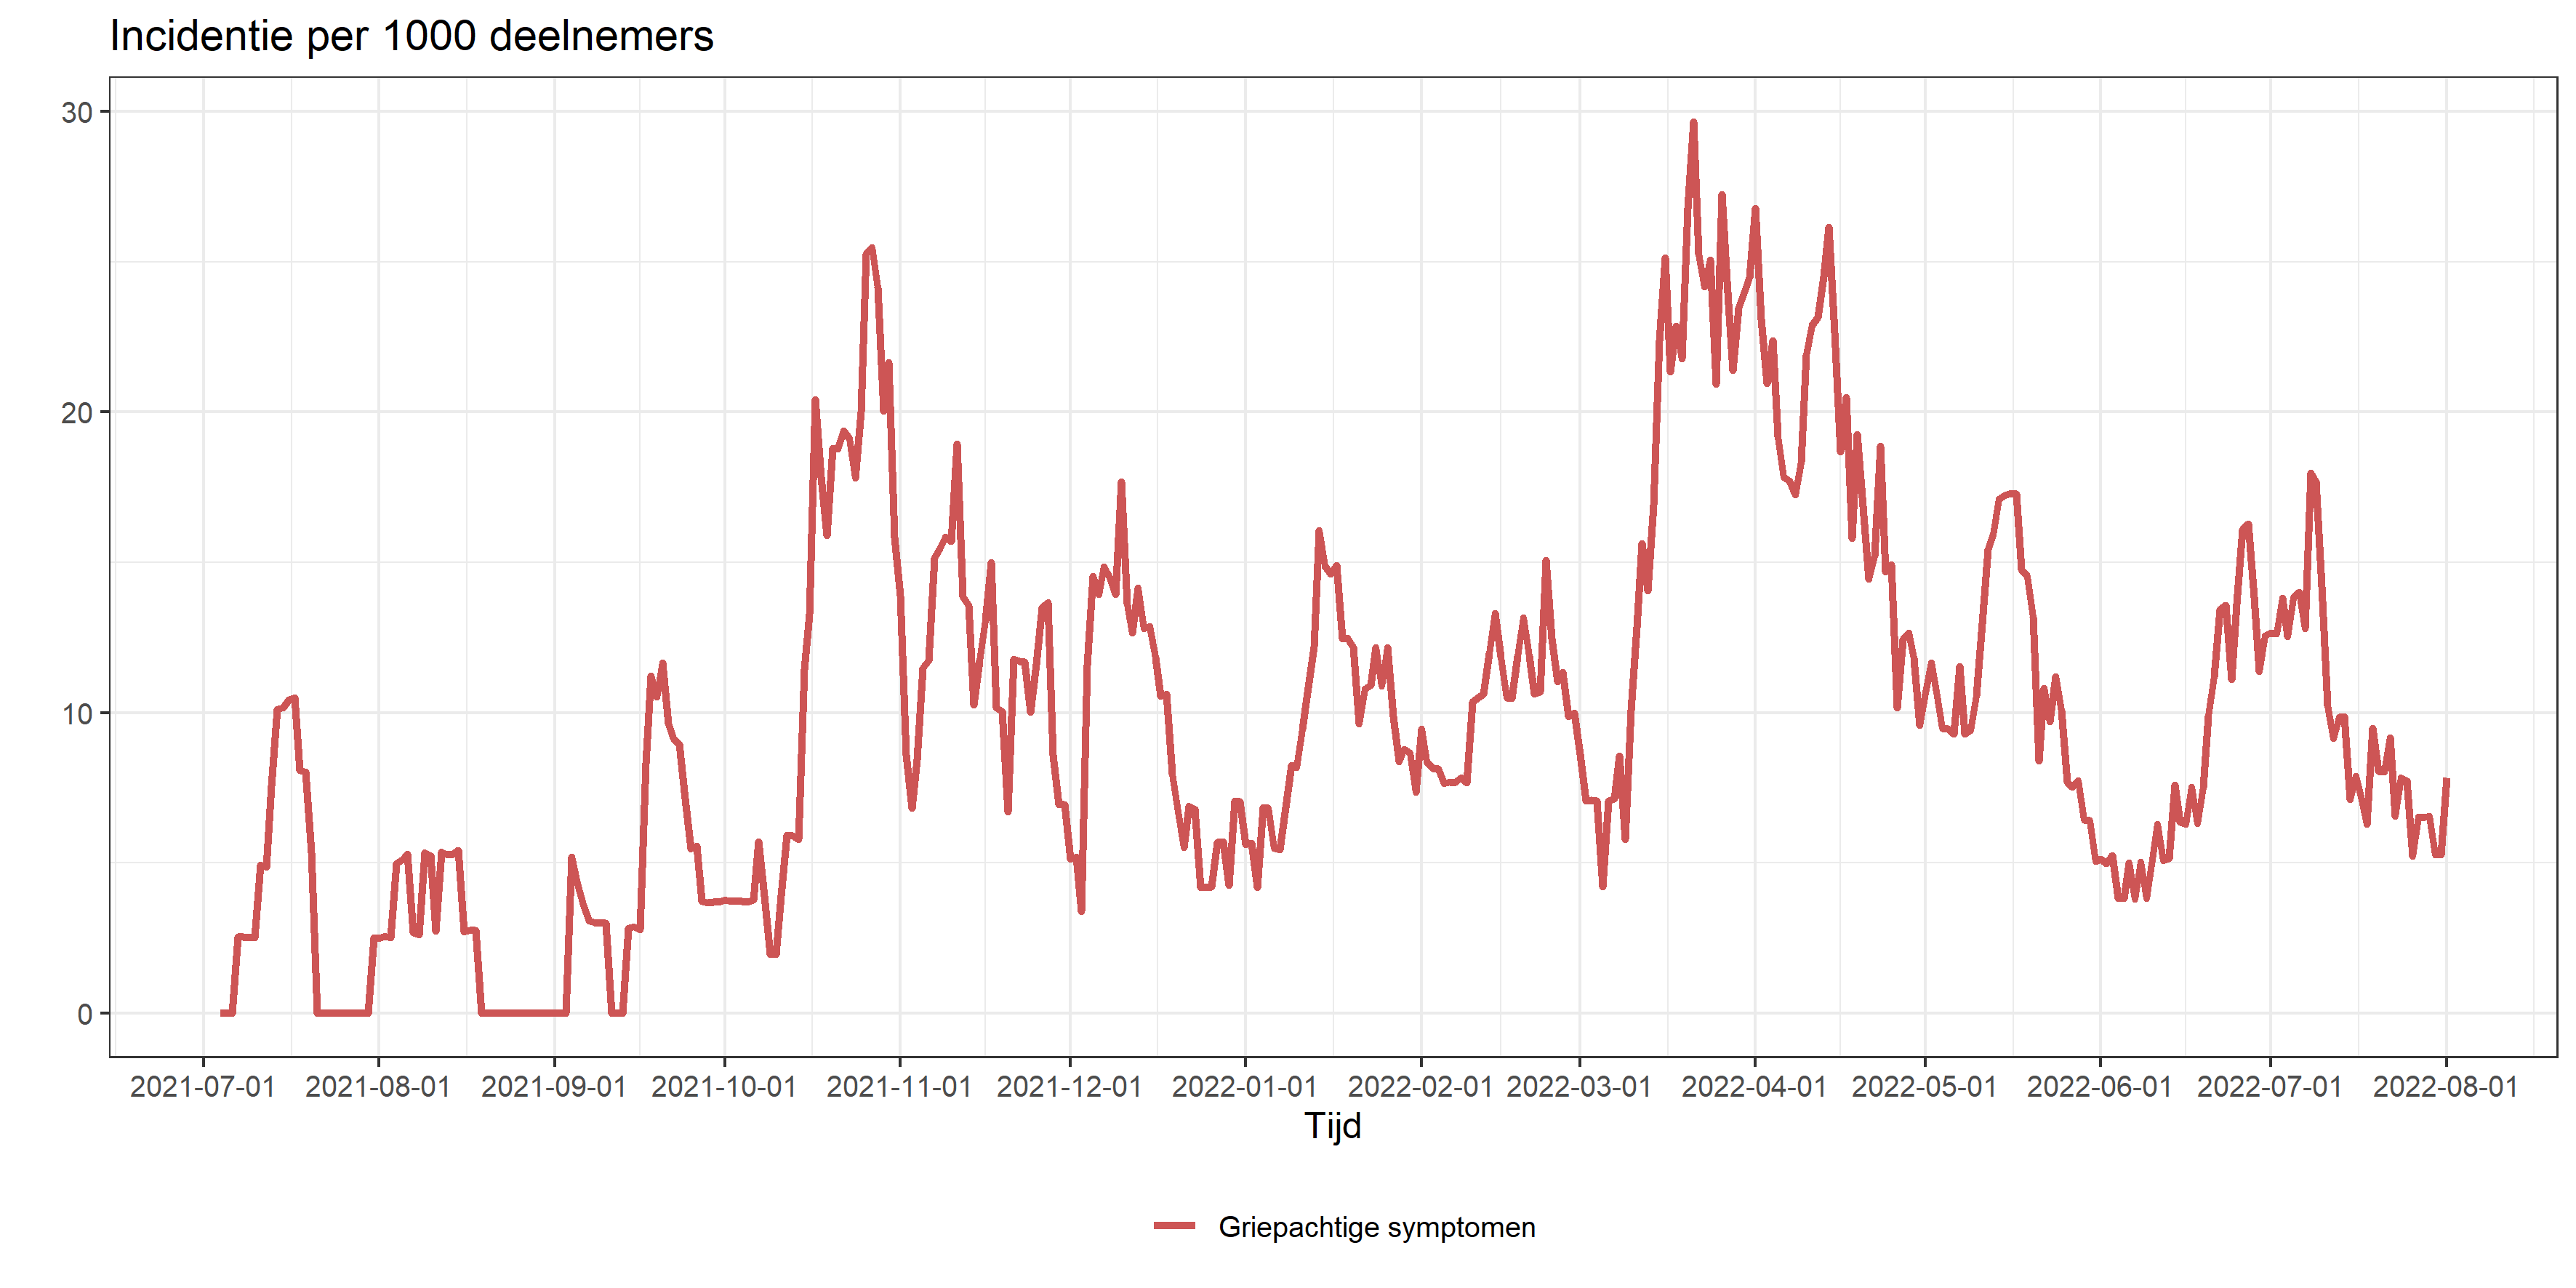 Incidentie per 1000 deelnemers
30
20
10
0
2021-07-01 2021-08-01 2021-09-01 2021-10-01 2021-11-01 2021-12-01 2022-01-01 2022-02-01 2022-03-01 2022-04-01 2022-05-01 2022-06-01 2022-07-01 2022-08-01
Tijd
Griepachtige symptomen